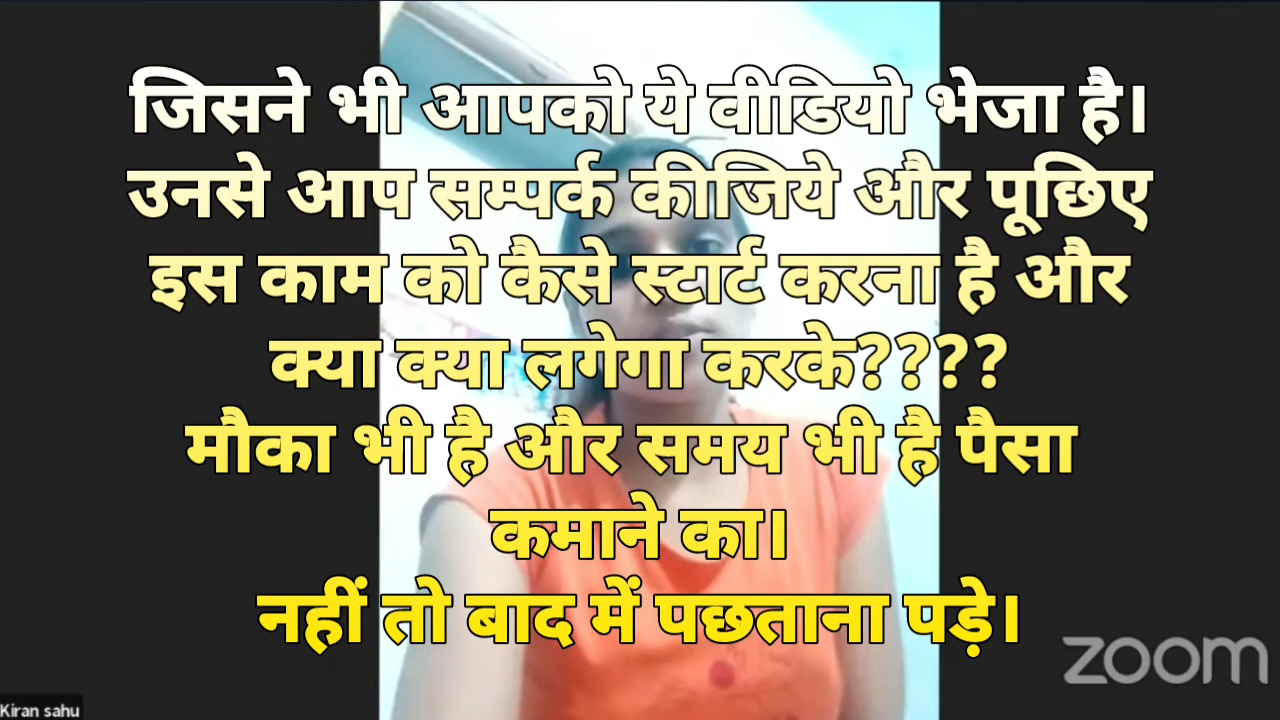 जिसने भी आपको ये वीडियो भेजा है।
उनसे आप सम्पर्क कीजिये और पूछिए
इस काम को कैसे स्टार्ट करना है और
क्या क्या लगेगा करके????
मौका भी है और समय भी है पैसा
कमाने का।
नहीं तो बाद में पछताना पड़े।
zoom
Kiran sahu